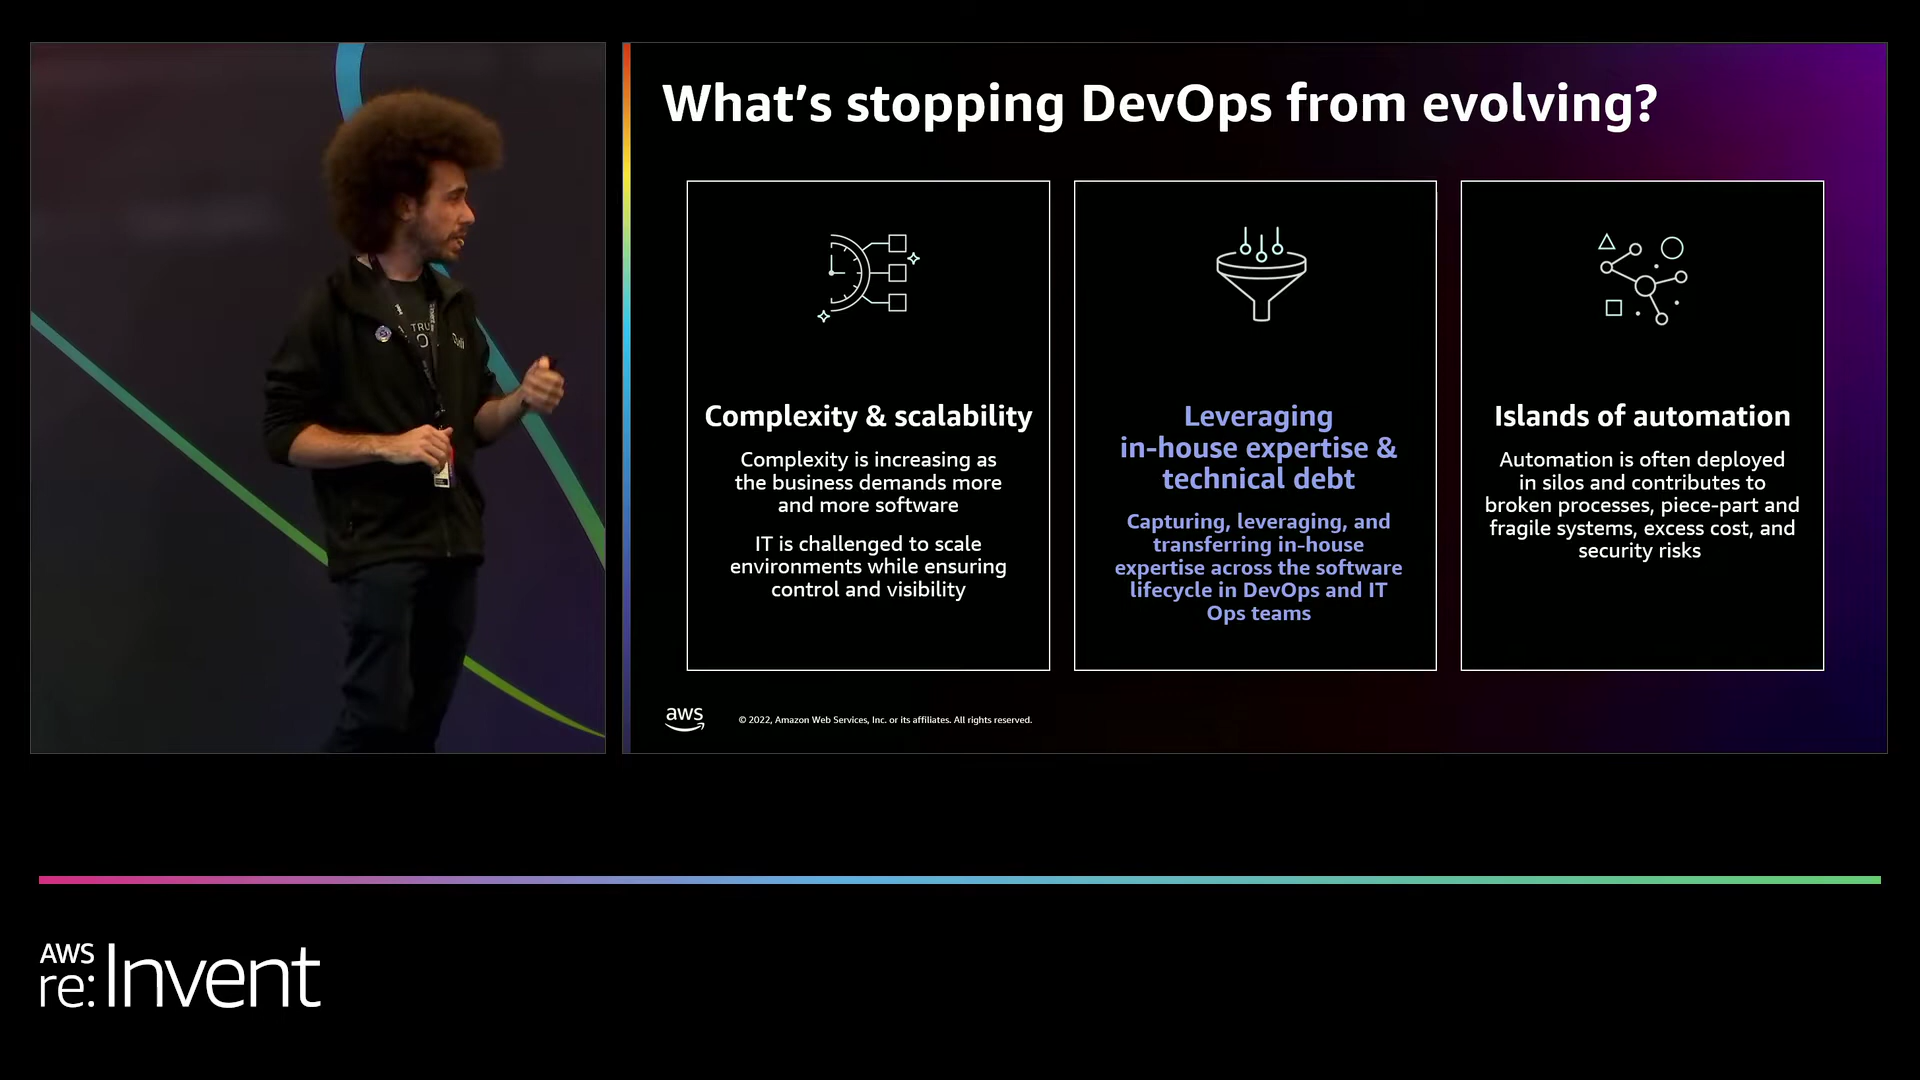 What's stopping DevOps from evolving?
Complexity & scalability
Complexity is increasing as
the business demands more
and more software
IT is challenged to scale
environments while ensuring
control and visibility
Leveraging
in-house expertise &
technical debt
Capturing, leveraging, and
transferring in-house
expertise across the software
lifecycle in DevOps and IT
Ops teams
Islands of automation
Automation is often deployed
in silos and contributes to
broken processes, piece-part and
fragile systems, excess cost, and
security risks
aws
© 2022, Amazon Web Services, Inc. or its affiliates. All rights reserved.
AWS
re:Invent